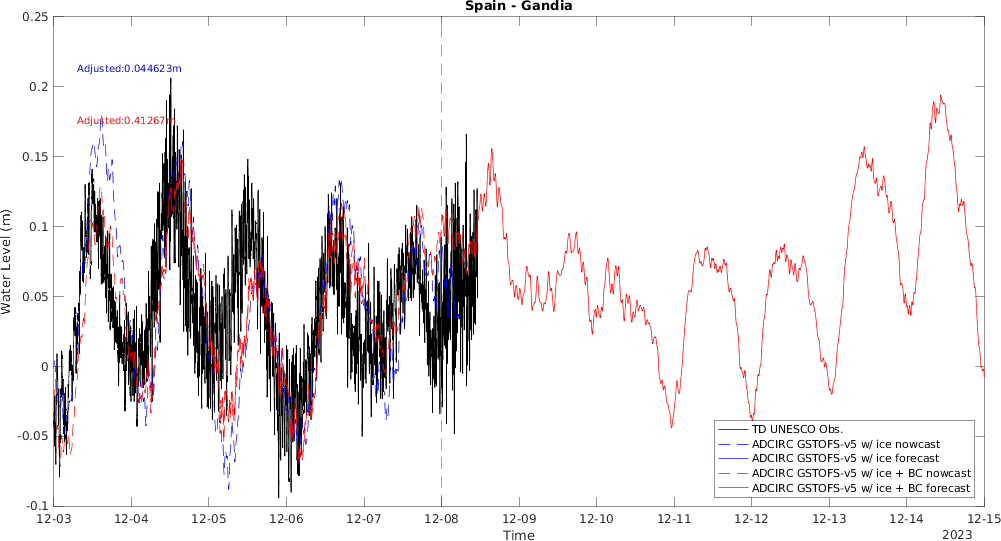 Spain - Gandia
0.25
0.2
0.15
0.1
0.05
0
-0.05
-0.1
Water Level (m)
Adjusted:0.044623m
Adjusted:0.41267m
TD UNESCO Obs.
ADCIRC GSTOFS-v5 w/ ice nowcast
ADCIRC GSTOFS-v5 w/ ice forecast
ADCIRC GSTOFS-v5 w/ ice + BC nowcast
ADCIRC GSTOFS-v5 w/ ice + BC forecast
12-03 12-04 12-05 12-06 12-07 12-08 12-09 12-10 12-11 12-12 12-13 12-14 12-15
Time
2023